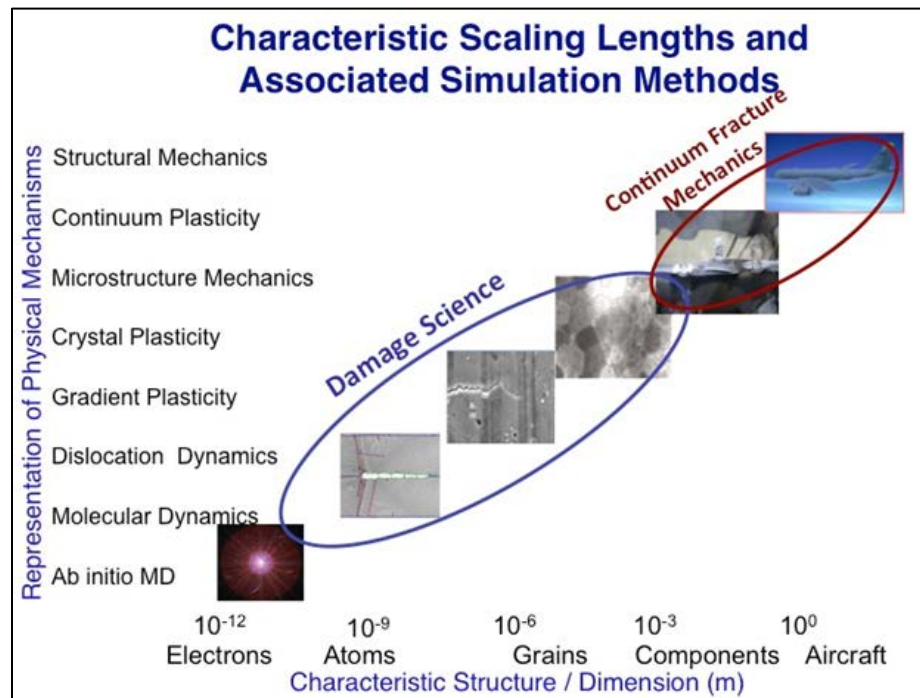 Characteristic Scaling Lengths and
Associated Simulation Methods
Representation of Physical Mechanisms
Structural Mechanics
Continuum Plasticity
Microstructure Mechanics
Crystal Plasticity
Gradient Plasticity
Dislocation Dynamics
Molecular Dynamics
Ab initio MD
Continuum Fracture
Mechanics
Damage Science
10⁻¹² 10⁻⁹ 10⁻⁶ 10⁻³ 10⁰
Electrons Atoms Grains Components Aircraft
Characteristic Structure / Dimension (m)